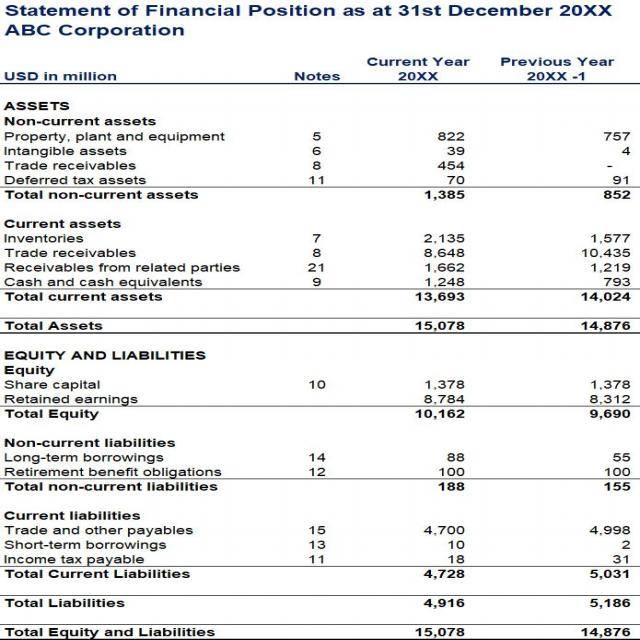 Statement of Financial Position as at 31st December 20XX
ABC Corporation
Current Year Previous Year
USD in million Notes 20XX 20XX -1
ASSETS
Non-current assets
Property, plant and equipment 5 822 757
Intangible assets 6 39 4
Trade receivables 8 454 -
Deferred tax assets 11 70 91
Total non-current assets 1,385 852
Current assets
Inventories 7 2,135 1,577
Trade receivables 8 8,648 10,435
Receivables from related parties 21 1,662 1,219
Cash and cash equivalents 9 1,248 793
Total current assets 13,693 14,024
Total Assets 15,078 14,876
EQUITY AND LIABILITIES
Equity
Share capital 10 1,378 1,378
Retained earnings 8,784 8,312
Total Equity 10,162 9,690
Non-current liabilities
Long-term borrowings 14 88 55
Retirement benefit obligations 12 100 100
Total non-current liabilities 188 155
Current liabilities
Trade and other payables 15 4,700 4,998
Short-term borrowings 13 10 2
Income tax payable 11 18 31
Total Current Liabilities 4,728 5,031
Total Liabilities 4,916 5,186
Total Equity and Liabilities 15,078 14,876